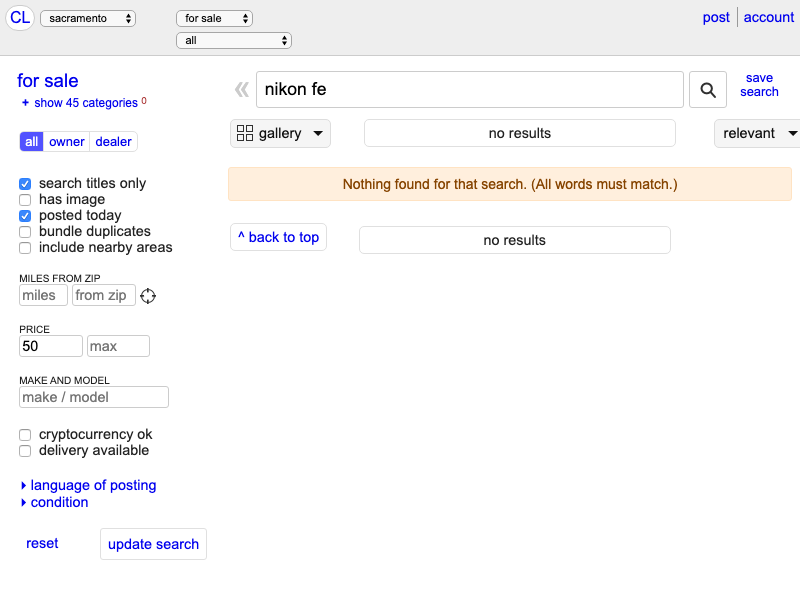 CL sacramento for sale post account
all
for sale
+ show 45 categories 0
all owner dealer
search titles only
has image
posted today
bundle duplicates
include nearby areas
MILES FROM ZIP
miles from zip
PRICE
50 max
MAKE AND MODEL
make / model
cryptocurrency ok
delivery available
language of posting
condition
reset update search
« nikon fe save search
gallery no results relevant
Nothing found for that search. (All words must match.)
^ back to top no results